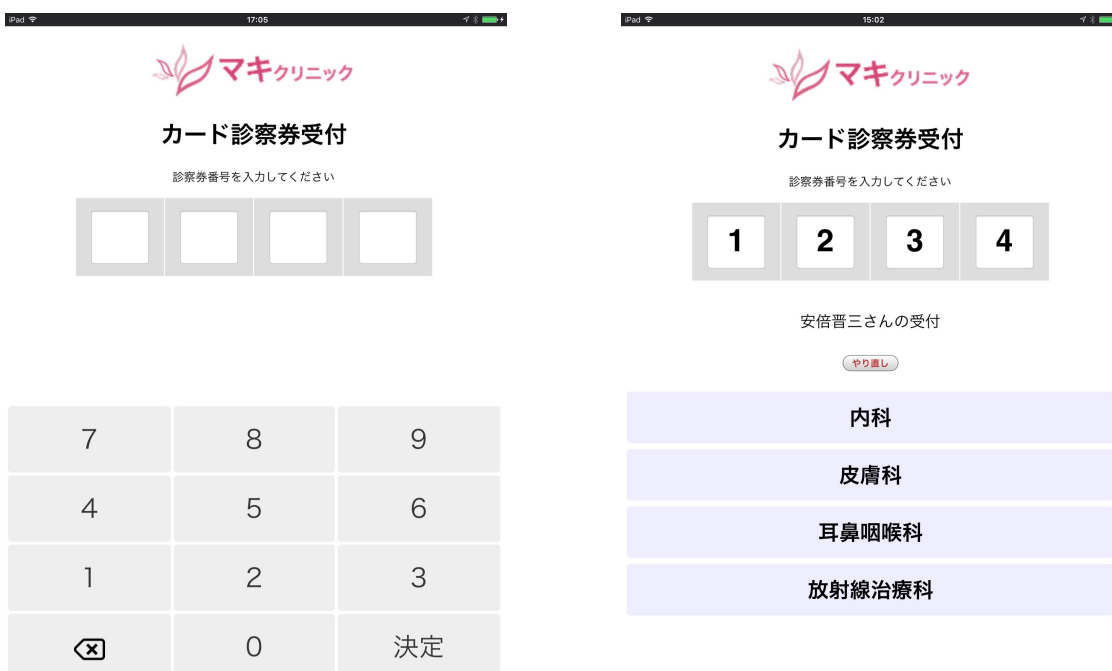 iPad 17:05
マキクリニック
カード診察券受付
診察券番号を入力してください
7 8 9
4 5 6
1 2 3
0 決定
iPad 15:02
マキクリニック
カード診察券受付
診察券番号を入力してください
1 2 3 4
安倍晋三さんの受付
やり直し
内科
皮膚科
耳鼻咽喉科
放射線治療科